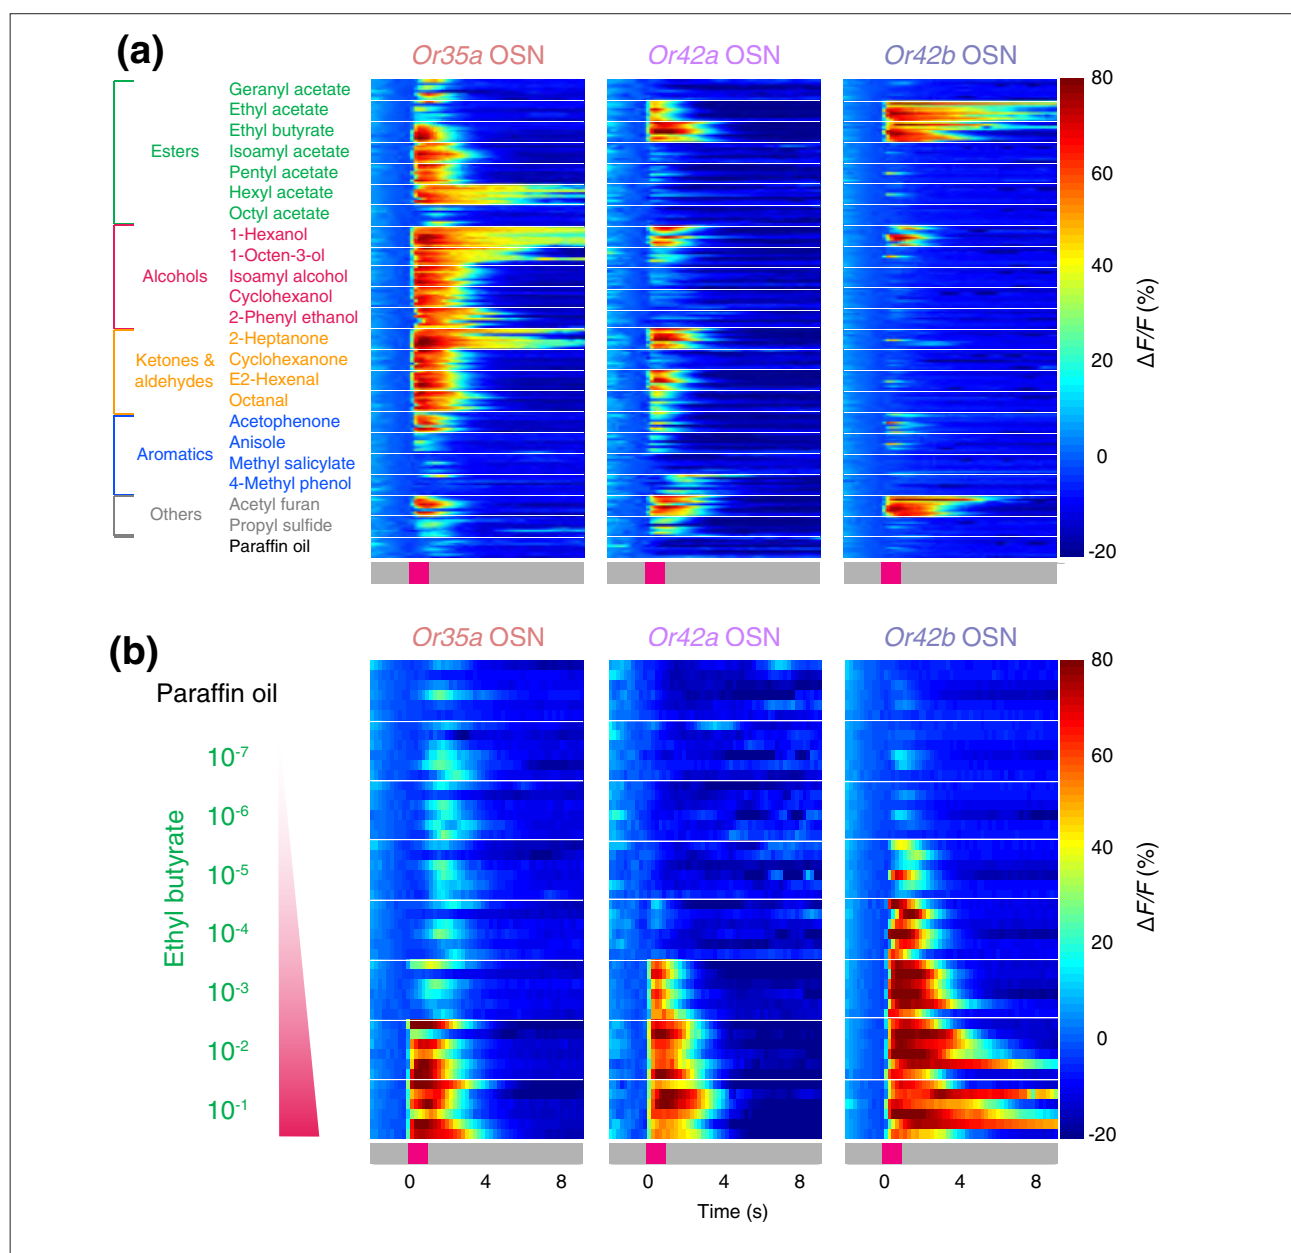 (a)
Or35a OSN
Or42a OSN
Or42b OSN
Esters
Geranyl acetate
Ethyl acetate
Ethyl butyrate
Isoamyl acetate
Pentyl acetate
Hexyl acetate
Octyl acetate
Alcohols
1-Hexanol
1-Octen-3-ol
Isoamyl alcohol
Cyclohexanol
2-Phenyl ethanol
Ketones &
aldehydes
2-Heptanone
Cyclohexanone
E2-Hexenal
Octanal
Aromatics
Acetophenone
Anisole
Methyl salicylate
4-Methyl phenol
Others
Acetyl furan
Propyl sulfide
Paraffin oil
80
60
40
20
0
-20
ΔF/F (%)
(b)
Or35a OSN
Or42a OSN
Or42b OSN
Paraffin oil
Ethyl butyrate
10-7
10-6
10-5
10-4
10-3
10-2
10-1
80
60
40
20
0
-20
ΔF/F (%)
0 4 8
0 4 8
0 4 8
Time (s)